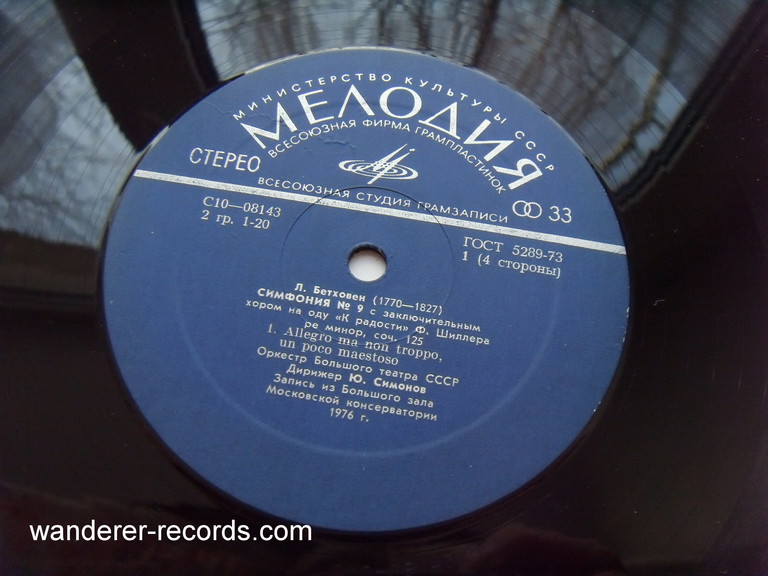 МИНИСТЕРСТВО КУЛЬТУРЫ СССР
МЕЛОДИЯ
ВСЕСОЮЗНАЯ ФИРМА ГРАМПЛАСТИНОК
СТЕРЕО
ВСЕСОЮЗНАЯ СТУДИЯ ГРАМЗАПИСИ
33
С10—08143
2 гр. 1-20
ГОСТ 5289-73
1 (4 стороны)
Л. Бетховен (1770—1827)
СИМФОНИЯ № 9 с заключительным
хором на оду «К радости» Ф. Шиллера
ре минор, соч. 125
1. Allegro ma non troppo,
un poco maestoso
Оркестр Большого театра СССР
Дирижер Ю. Симонов
Запись из Большого зала
Московской консерватории
1976 г.
wanderer-records.com